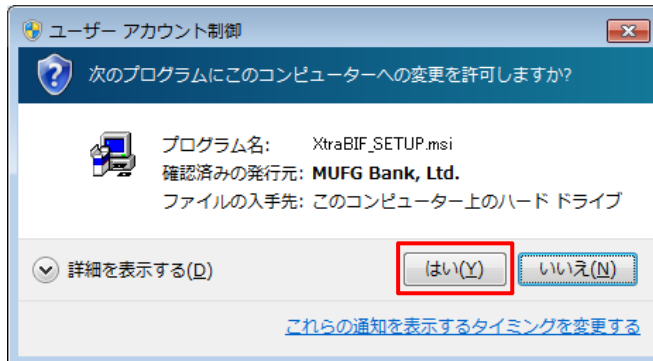 ユーザー アカウント制御
次のプログラムにこのコンピューターへの変更を許可しますか?
プログラム名: XtraBIF_SETUP.msi
確認済みの発行元: MUFG Bank, Ltd.
ファイルの入手先: このコンピューター上のハード ドライブ
詳細を表示する(D) はい(Y) いいえ(N)
これらの通知を表示するタイミングを変更する